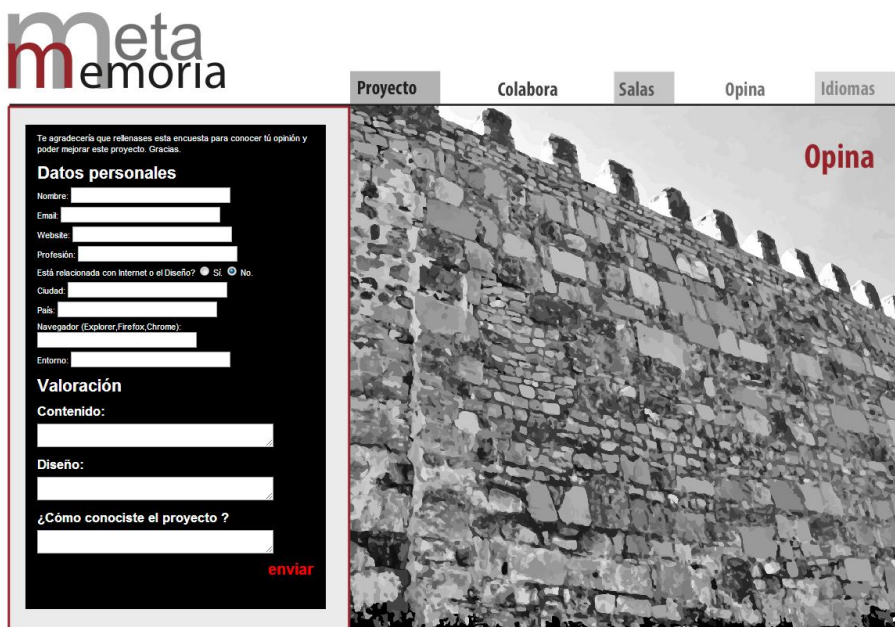 Meta
memoria
Proyecto Colabora Salas Opina Idiomas
Opina
Te agradecería que rellenases esta encuesta para conocer tú opinión y
poder mejorar este proyecto. Gracias.
Datos personales
Nombre:
Email:
Website:
Profesión:
Está relacionada con Internet o el Diseño? Sí. No.
Ciudad:
País:
Navegador (Explorer,Firefox,Chrome):
Entorno:
Valoración
Contenido:
Diseño:
¿Cómo conociste el proyecto ?
enviar